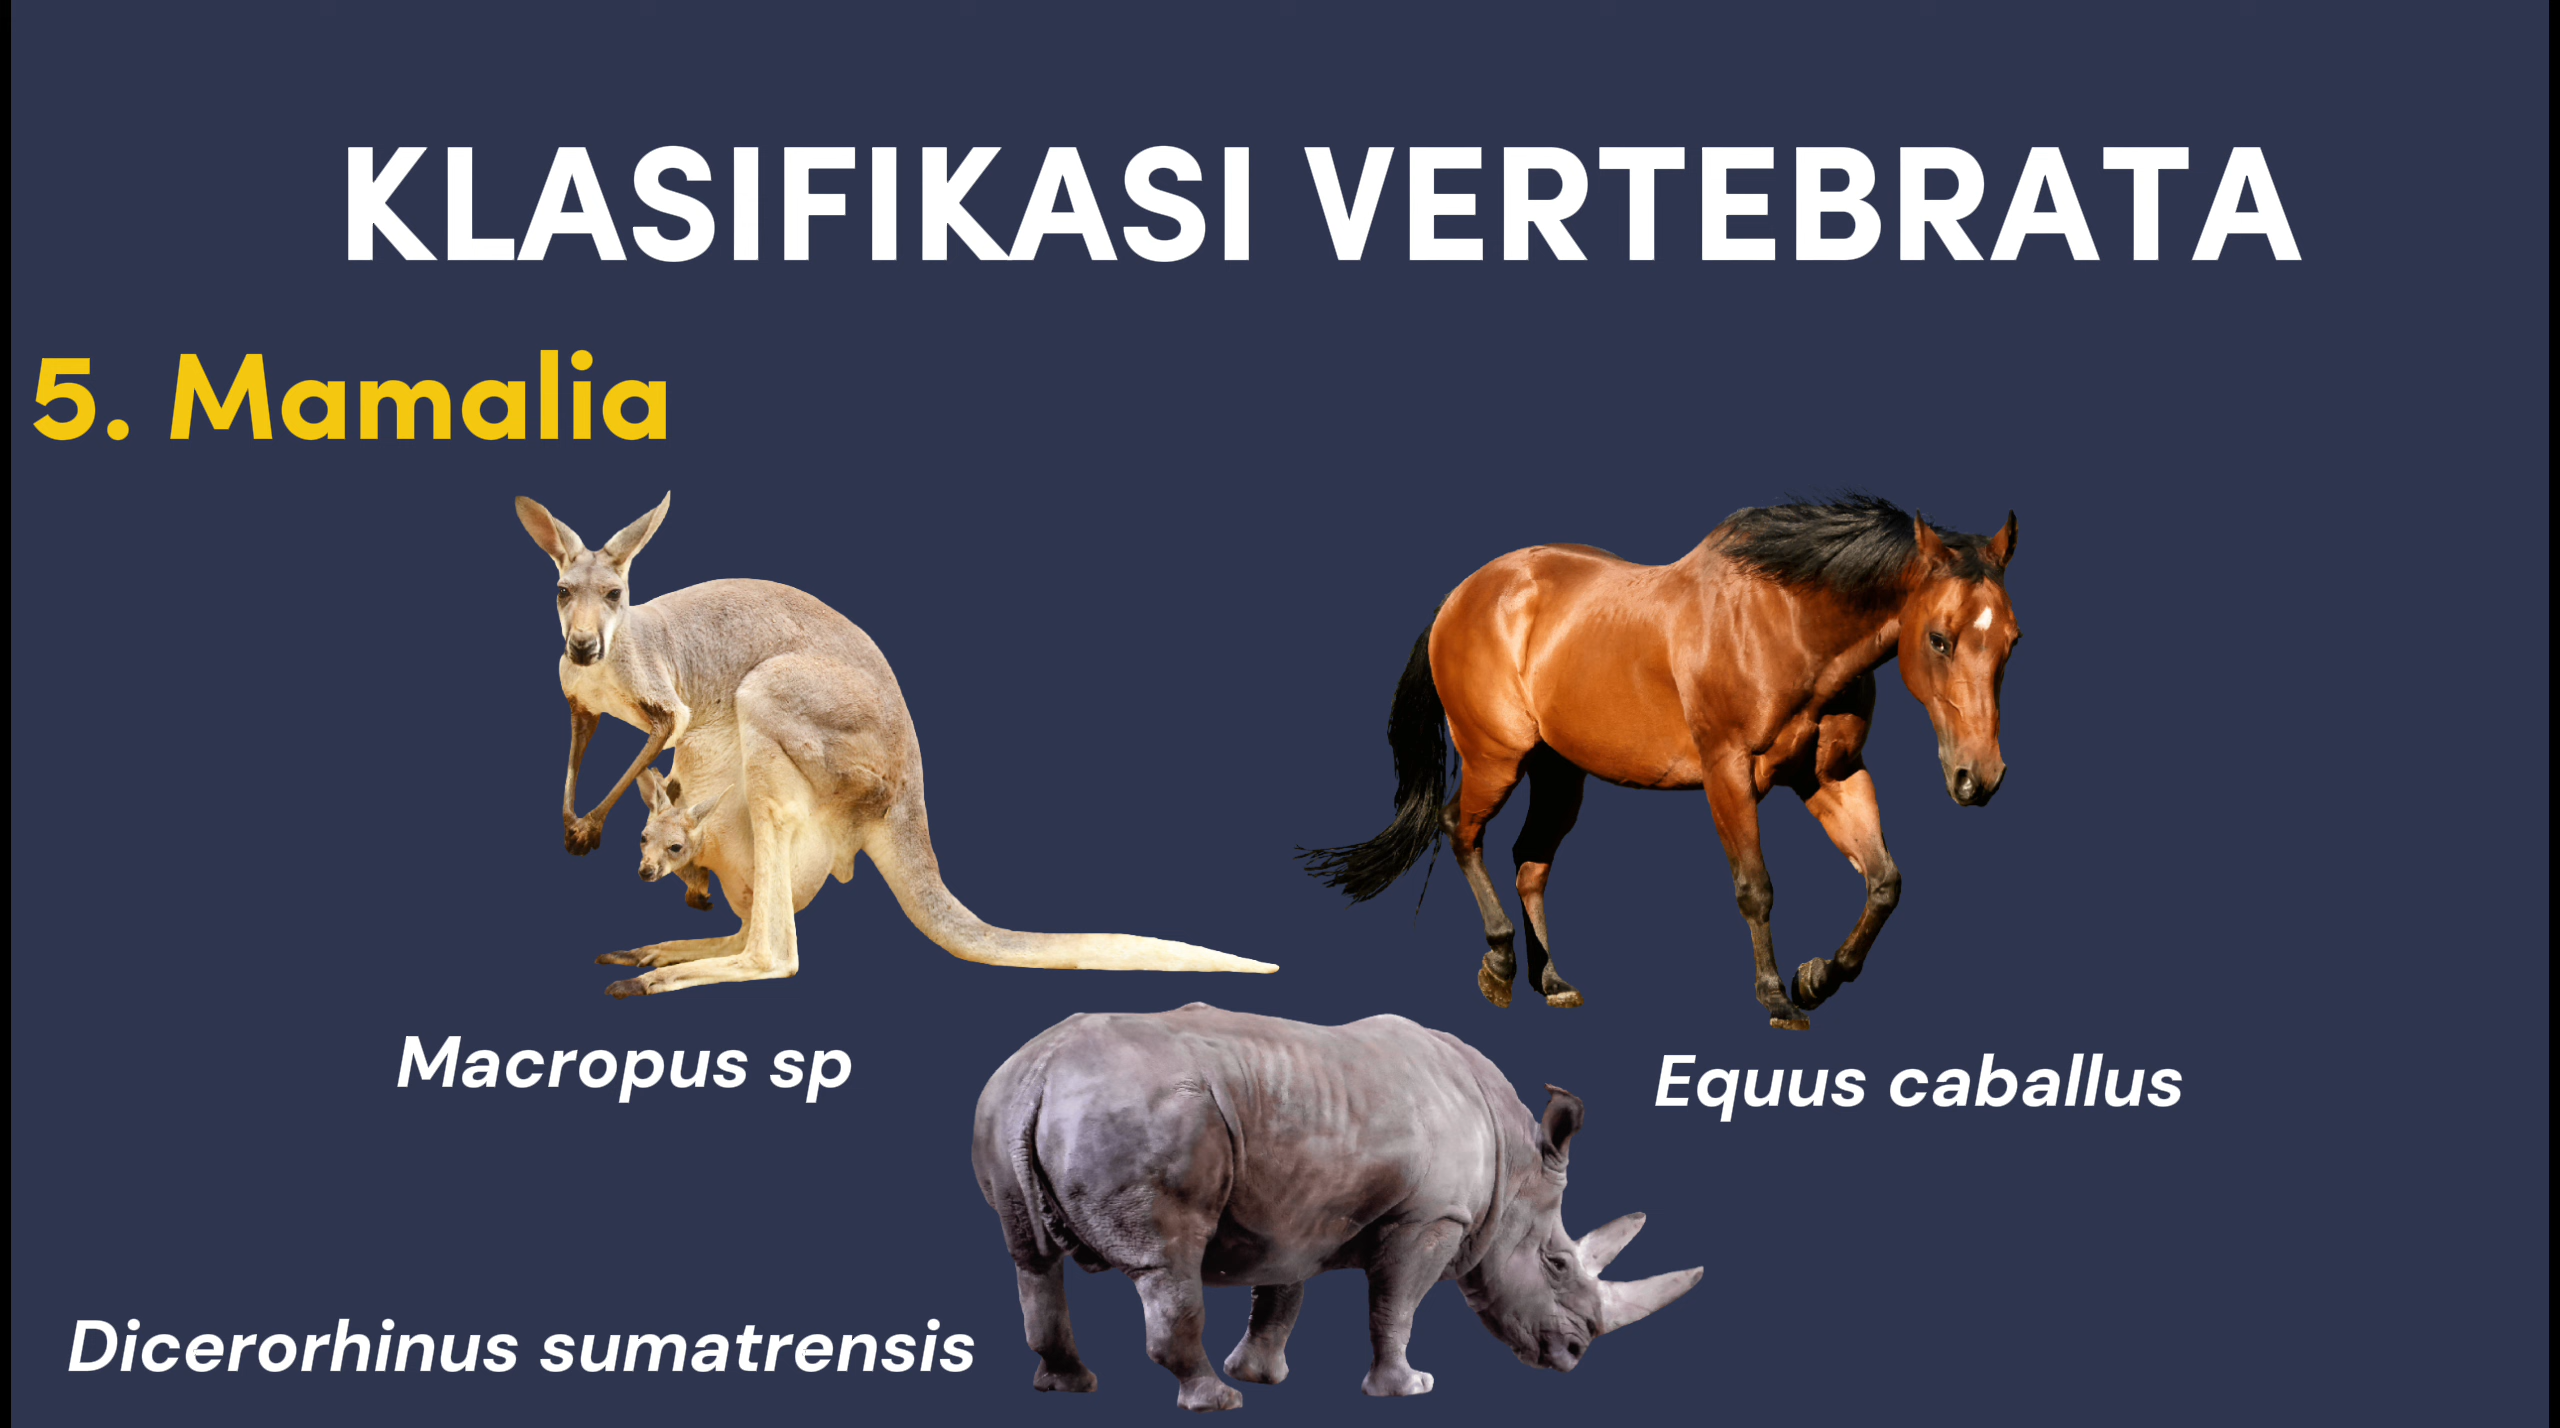 KLASIFIKASI VERTEBRATA
5. Mamalia
Macropus sp
Equus caballus
Dicerorhinus sumatrensis